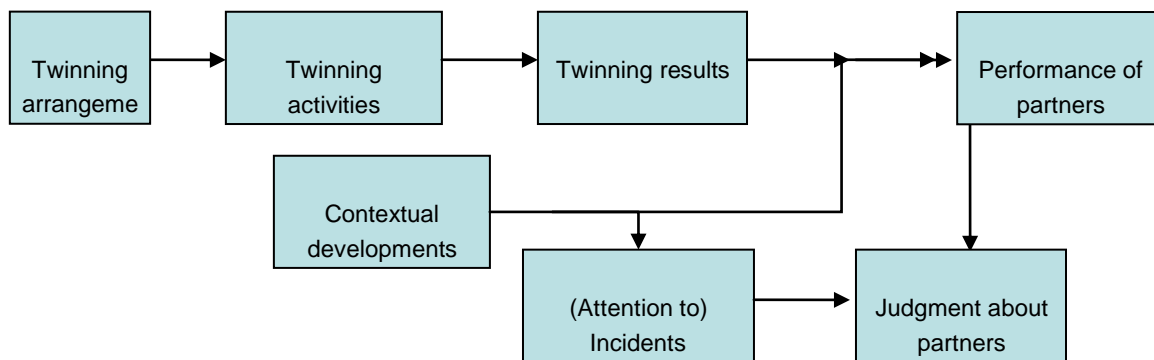 Twinning
arrangeme
Twinning
activities
Twinning results
Performance of
partners
Contextual
developments
(Attention to)
Incidents
Judgment about
partners